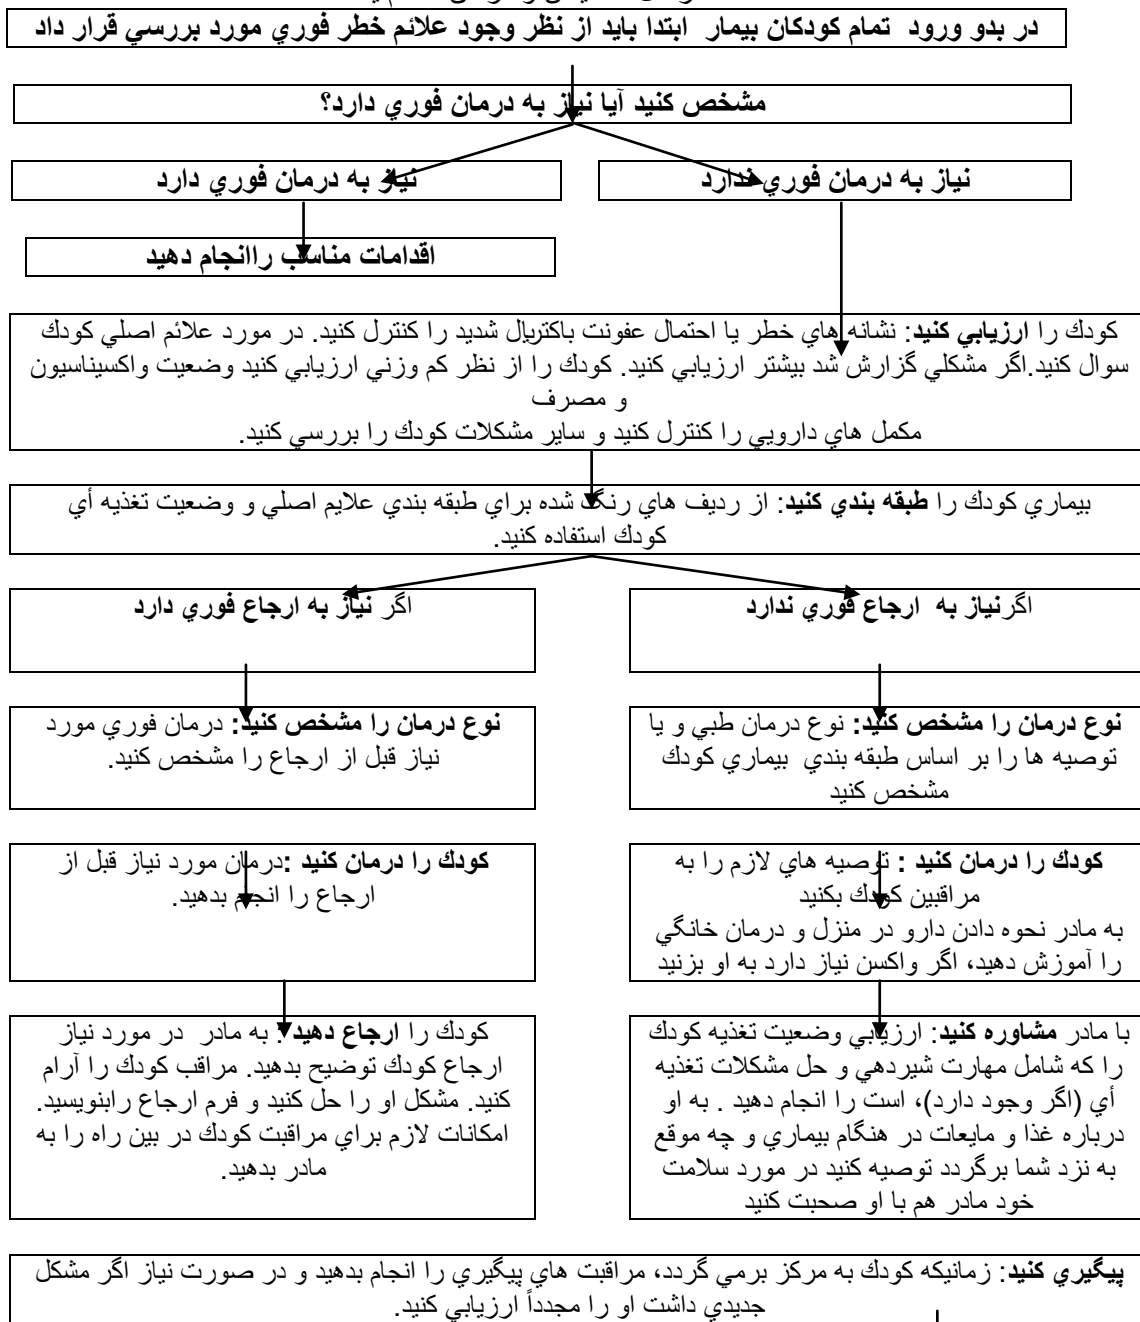 در بدو ورود تمام كودكان بيمار ابتدا بايد از نظر وجود علائم خطر فوري مورد بررسي قرار داد
مشخص كنيد آيا نياز به درمان فوري دارد؟
نياز به درمان فوري ندارد
نياز به درمان فوري دارد
اقدامات مناسب راانجام دهيد
كودك را ارزيابي كنيد: نشانه هاي خطر يا احتمال عفونت باكتريال شديد را كنترل كنيد. در مورد علائم اصلي كودك
سوال كنيد.اگر مشكلي گزارش شد بيشتر ارزيابي كنيد. كودك را از نظر كم وزني ارزيابي كنيد وضعيت واكسيناسيون
و مصرف
مكمل هاي دارويي را كنترل كنيد و ساير مشكلات كودك را بررسي كنيد.
بيماري كودك را طبقه بندي كنيد: از رديف هاي رنگ شده براي طبقه بندي علايم اصلي و وضعيت تغذيه أي
كودك استفاده كنيد.
اگرنياز به ارجاع فوري ندارد
اگر نياز به ارجاع فوري دارد
نوع درمان را مشخص كنيد: نوع درمان طبي و يا
توصيه ها را بر اساس طبقه بندي بيماري كودك
مشخص كنيد
نوع درمان را مشخص كنيد: درمان فوري مورد
نياز قبل از ارجاع را مشخص كنيد.
كودك را درمان كنيد : توصيه هاي لازم را به
مراقبين كودك بكنيد
به مادر نحوه دادن دارو در منزل و درمان خانگي
را آموزش دهيد، اگر واكسن نياز دارد به او بزنيد
كودك را درمان كنيد :درمان مورد نياز قبل از
ارجاع را انجام بدهيد.
با مادر مشاوره كنيد: ارزيابي وضعيت تغذيه كودك
را كه شامل مهارت شيردهي و حل مشكلات تغذيه
أي (اگر وجود دارد)، است را انجام دهيد . به او
درباره غذا و مايعات در هنگام بيماري و چه موقع
به نزد شما برگردد توصيه كنيد در مورد سلامت
خود مادر هم با او صحبت كنيد
كودك را ارجاع دهيد : به مادر در مورد نياز
ارجاع كودك توضيح بدهيد. مراقب كودك را آرام
كنيد. مشكل او را حل كنيد و فرم ارجاع رابنويسيد.
امكانات لازم براي مراقبت كودك در بين راه را به
مادر بدهيد.
پيگيري كنيد: زمانيكه كودك به مركز برمي گردد، مراقبت هاي پيگيري را انجام بدهيد و در صورت نياز اگر مشكل
جديدي داشت او را مجدداً ارزيابي كنيد.